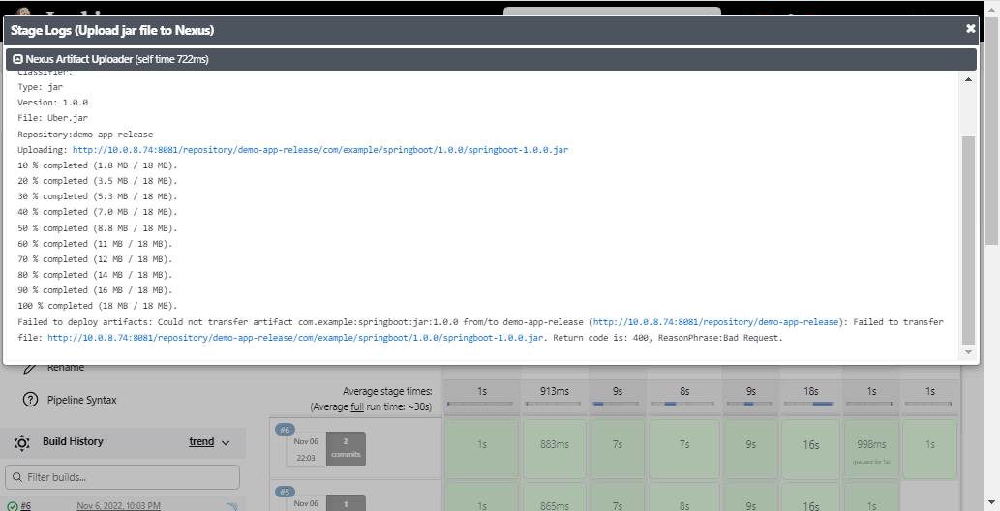 Stage Logs (Upload jar file to Nexus)
Nexus Artifact Uploader (self time 722ms)
Classifier:
Type: jar
Version: 1.0.0
File: Uber.jar
Repository:demo-app-release
Uploading: http://10.0.8.74:8081/repository/demo-app-release/com/example/springboot/1.0.0/springboot-1.0.0.jar
10 % completed (1.8 MB / 18 MB).
20 % completed (3.5 MB / 18 MB).
30 % completed (5.3 MB / 18 MB).
40 % completed (7.0 MB / 18 MB).
50 % completed (8.8 MB / 18 MB).
60 % completed (11 MB / 18 MB).
70 % completed (12 MB / 18 MB).
80 % completed (14 MB / 18 MB).
90 % completed (16 MB / 18 MB).
100 % completed (18 MB / 18 MB).
Failed to deploy artifacts: Could not transfer artifact com.example:springboot:jar:1.0.0 from/to demo-app-release (http://10.0.8.74:8081/repository/demo-app-release): Failed to transfer
file: http://10.0.8.74:8081/repository/demo-app-release/com/example/springboot/1.0.0/springboot-1.0.0.jar. Return code is: 400, ReasonPhrase:Bad Request.
Rename
Pipeline Syntax
Average stage times:
(Average full run time: ~38s)
1s 913ms 9s 8s 9s 18s 1s 1s
Build History trend
Filter builds...
#6 Nov 6, 2022, 10:03 PM
#6
Nov 06
22:03
2
commits
1s 883ms 7s 7s 9s 16s 998ms 1s
(paused for 1s)
#5
Nov 06
1
1s 865ms 7s 8s 9s 16s 1s